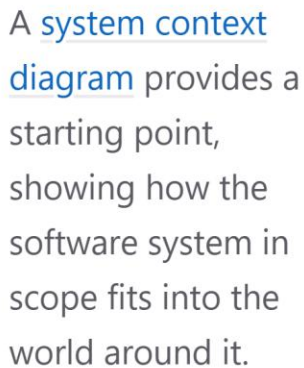 A system context
diagram provides a
starting point,
showing how the
software system in
scope fits into the
world around it.